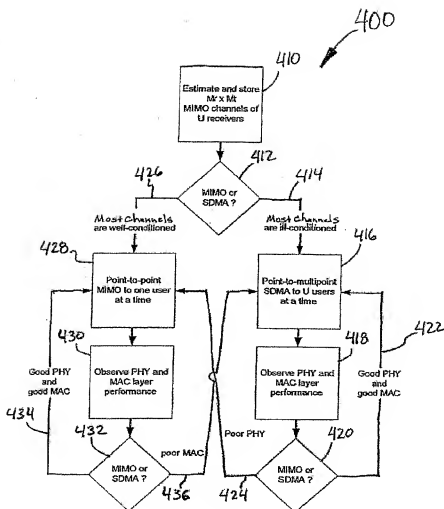 400
410
Estimate and store
Mr x Mt
MIMO channels of
U receivers
412
426
414
MIMO or
SDMA ?
Most Channels
are well-conditioned
Most Channels
are ill-conditioned
428
416
Point-to-point
MIMO to one user
at a time
Point-to-multipoint
SDMA to U users
at a time
422
430
418
Observe PHY and
MAC layer
performance
Observe PHY and
MAC layer
performance
Good PHY
and
good MAC
Good PHY and
good MAC
434
432
poor MAC
Poor PHY
420
MIMO or
SDMA ?
MIMO or
SDMA ?
436
424